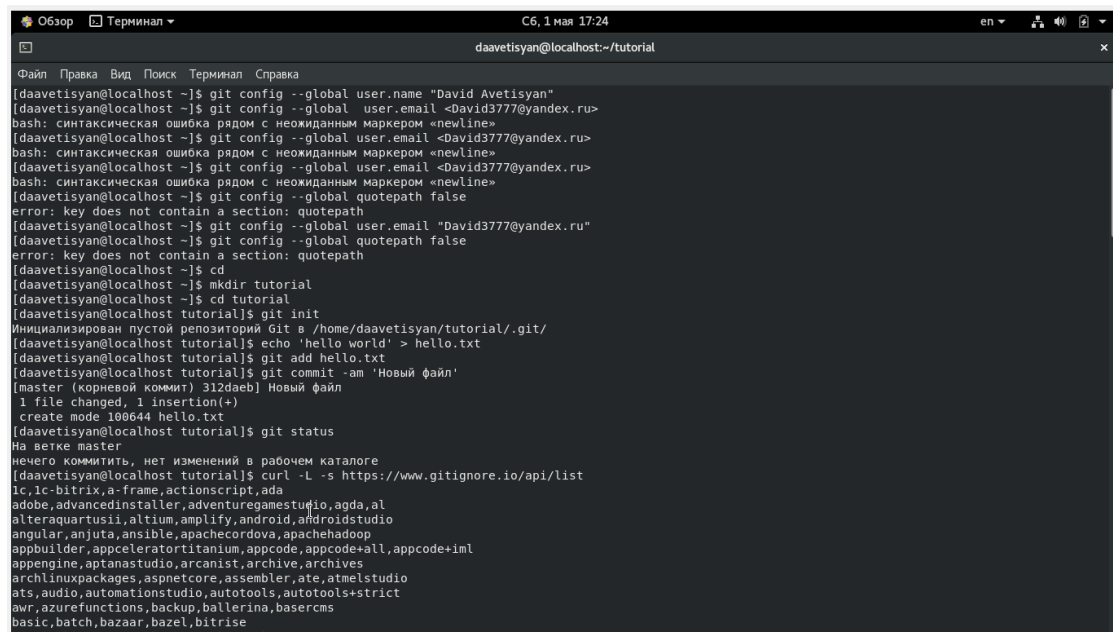 Обзор Терминал Сб, 1 мая 17:24 en
daavetisyan@localhost:~/tutorial ×
Файл Правка Вид Поиск Терминал Справка
[daavetisyan@localhost ~]$ git config --global user.name "David Avetisyan"
[daavetisyan@localhost ~]$ git config --global  user.email <David3777@yandex.ru>
bash: синтаксическая ошибка рядом с неожиданным маркером «newline»
[daavetisyan@localhost ~]$ git config --global user.email <David3777@yandex.ru>
bash: синтаксическая ошибка рядом с неожиданным маркером «newline»
[daavetisyan@localhost ~]$ git config --global user.email <David3777@yandex.ru>
bash: синтаксическая ошибка рядом с неожиданным маркером «newline»
[daavetisyan@localhost ~]$ git config --global quotepath false
error: key does not contain a section: quotepath
[daavetisyan@localhost ~]$ git config --global user.email "David3777@yandex.ru"
[daavetisyan@localhost ~]$ git config --global quotepath false
error: key does not contain a section: quotepath
[daavetisyan@localhost ~]$ cd
[daavetisyan@localhost ~]$ mkdir tutorial
[daavetisyan@localhost ~]$ cd tutorial
[daavetisyan@localhost tutorial]$ git init
Инициализирован пустой репозиторий Git в /home/daavetisyan/tutorial/.git/
[daavetisyan@localhost tutorial]$ echo 'hello world' > hello.txt
[daavetisyan@localhost tutorial]$ git add hello.txt
[daavetisyan@localhost tutorial]$ git commit -am 'Новый файл'
[master (корневой коммит) 312daeb] Новый файл
 1 file changed, 1 insertion(+)
 create mode 100644 hello.txt
[daavetisyan@localhost tutorial]$ git status
На ветке master
нечего коммитить, нет изменений в рабочем каталоге
[daavetisyan@localhost tutorial]$ curl -L -s https://www.gitignore.io/api/list
1c,1c-bitrix,a-frame,actionscript,ada
adobe,advancedinstaller,adventuregamestudio,agda,al
alteraquartusii,altium,amplify,android,androidstudio
angular,anjuta,ansible,apachecordova,apachehadoop
appbuilder,appceleratortitanium,appcode,appcode+all,appcode+iml
appengine,aptanastudio,arcanist,archive,archives
archlinuxpackages,aspnetcore,assembler,ate,atmelstudio
ats,audio,automationstudio,autotools,autotools+strict
awr,azurefunctions,backup,ballerina,basercms
basic,batch,bazaar,bazel,bitrise